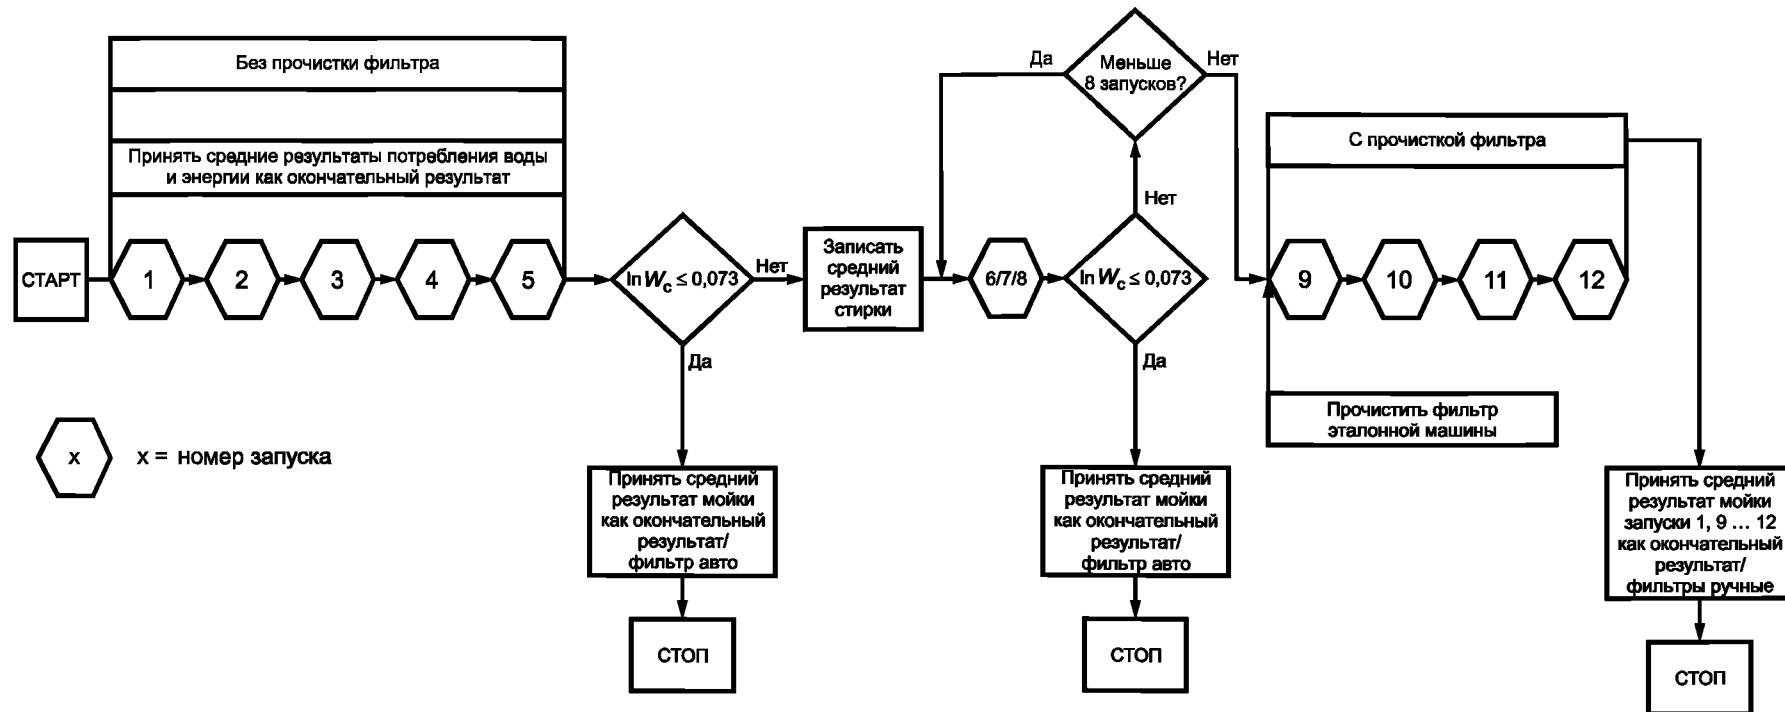 Без прочистки фильтра
Принять средние результаты потребления воды
и энергии как окончательный результат
СТАРТ
1
2
3
4
5
ln Wc ≤ 0,073
Нет
Да
Записать
средний
результат
стирки
6/7/8
ln Wc ≤ 0,073
Нет
Да
Меньше
8 запусков?
Да
Нет
С прочисткой фильтра
9
10
11
12
Прочистить фильтр
эталонной машины
x
x = номер запуска
Принять средний
результат мойки
как окончательный
результат/
фильтр авто
СТОП
Принять средний
результат мойки
как окончательный
результат/
фильтр авто
СТОП
Принять средний
результат мойки
запуски 1, 9 ... 12
как окончательный
результат/
фильтры ручные
СТОП